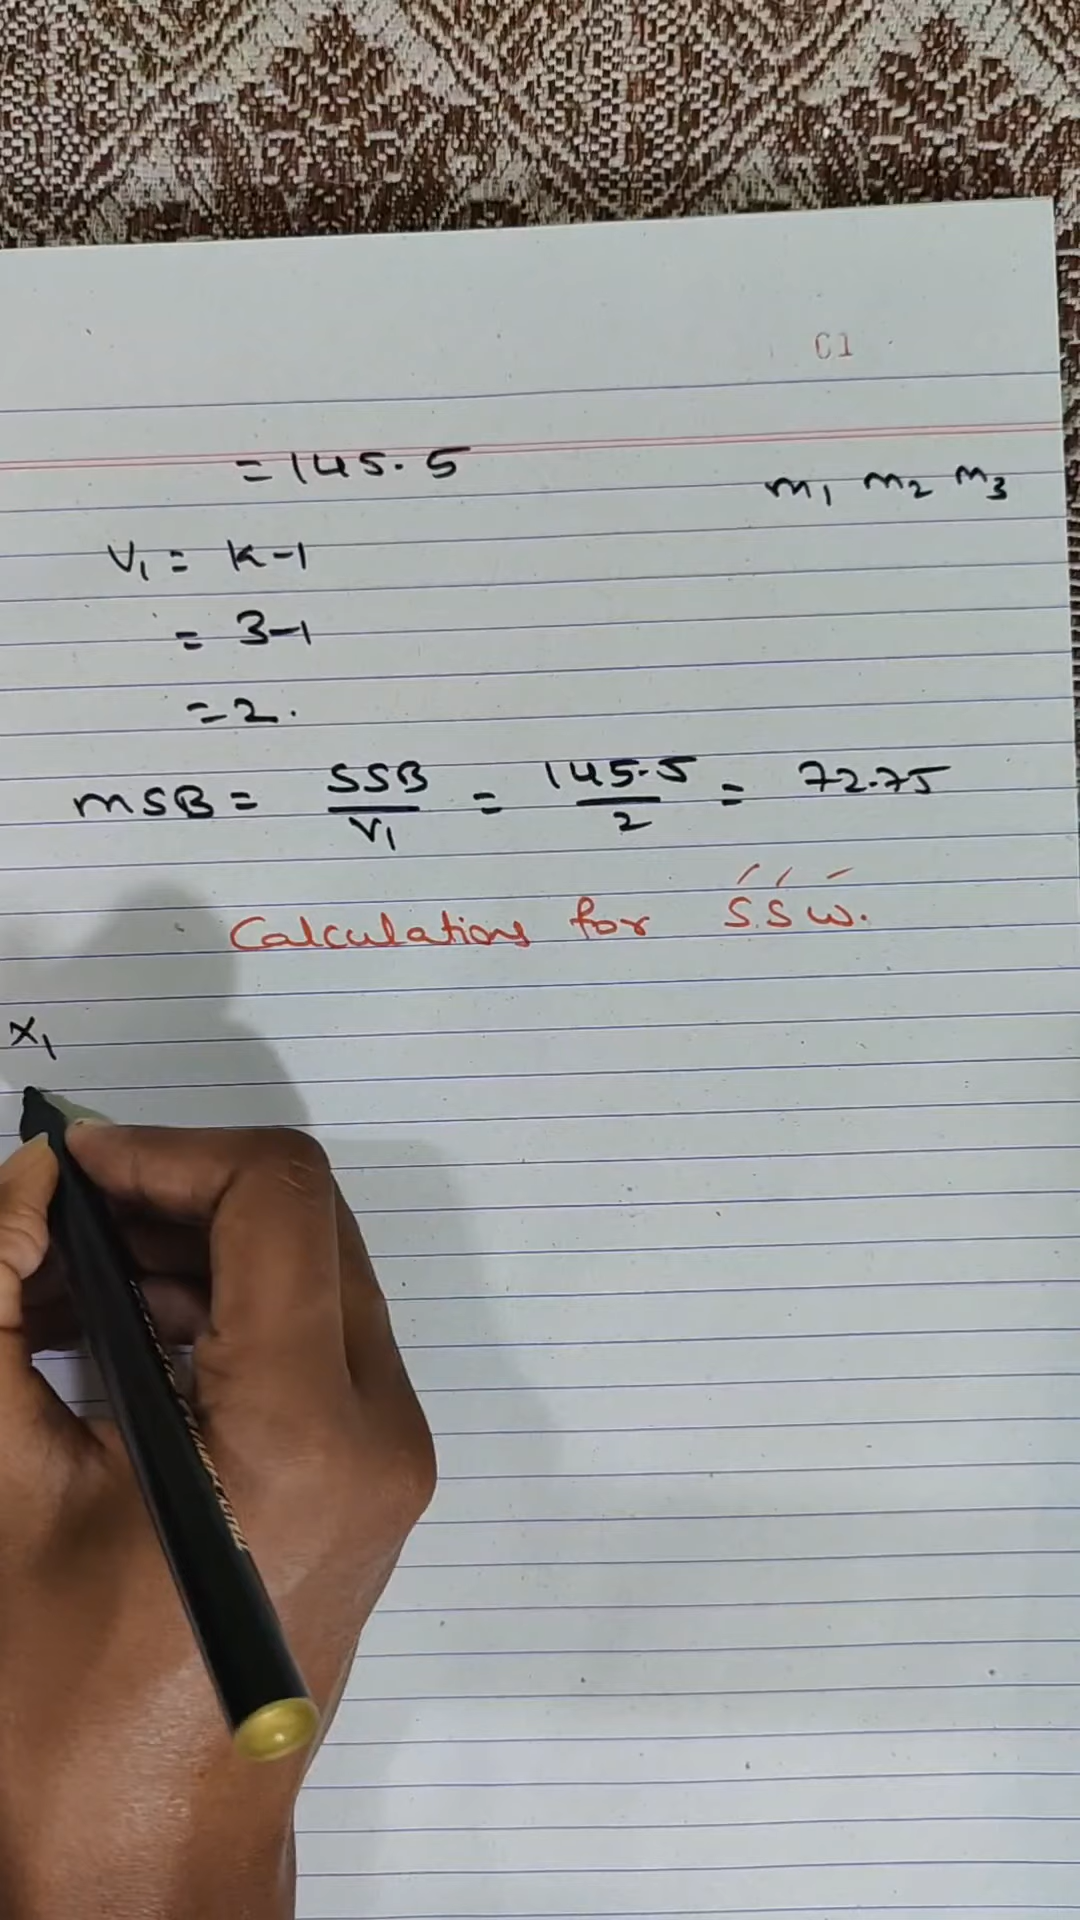 C1
= 145.5
m1 m2 m3
V1 = K-1
= 3-1
= 2.
MSB = SSB/V1 = 145.5/2 = 72.75
Calculations for S.S.W.
X1